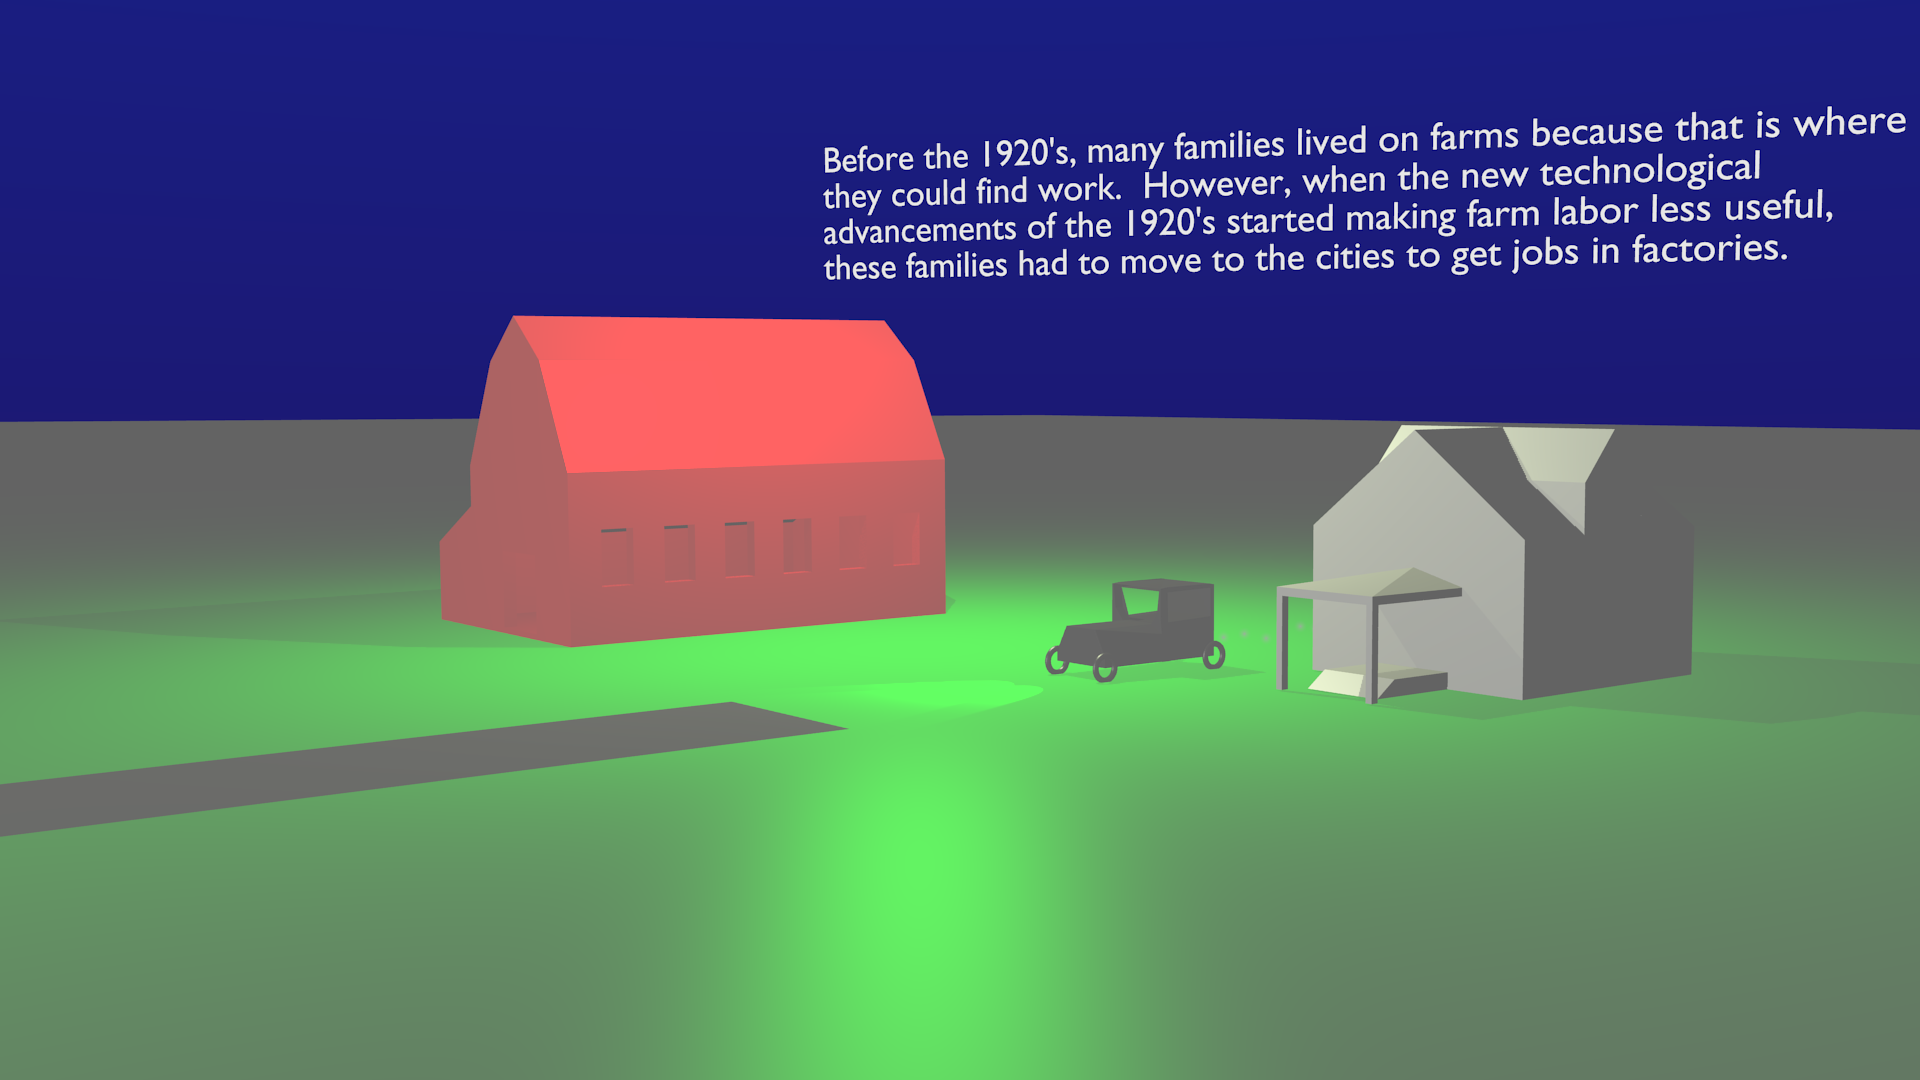 Before the 1920's, many families lived on farms because that is where
they could find work.  However, when the new technological
advancements of the 1920's started making farm labor less useful,
these families had to move to the cities to get jobs in factories.